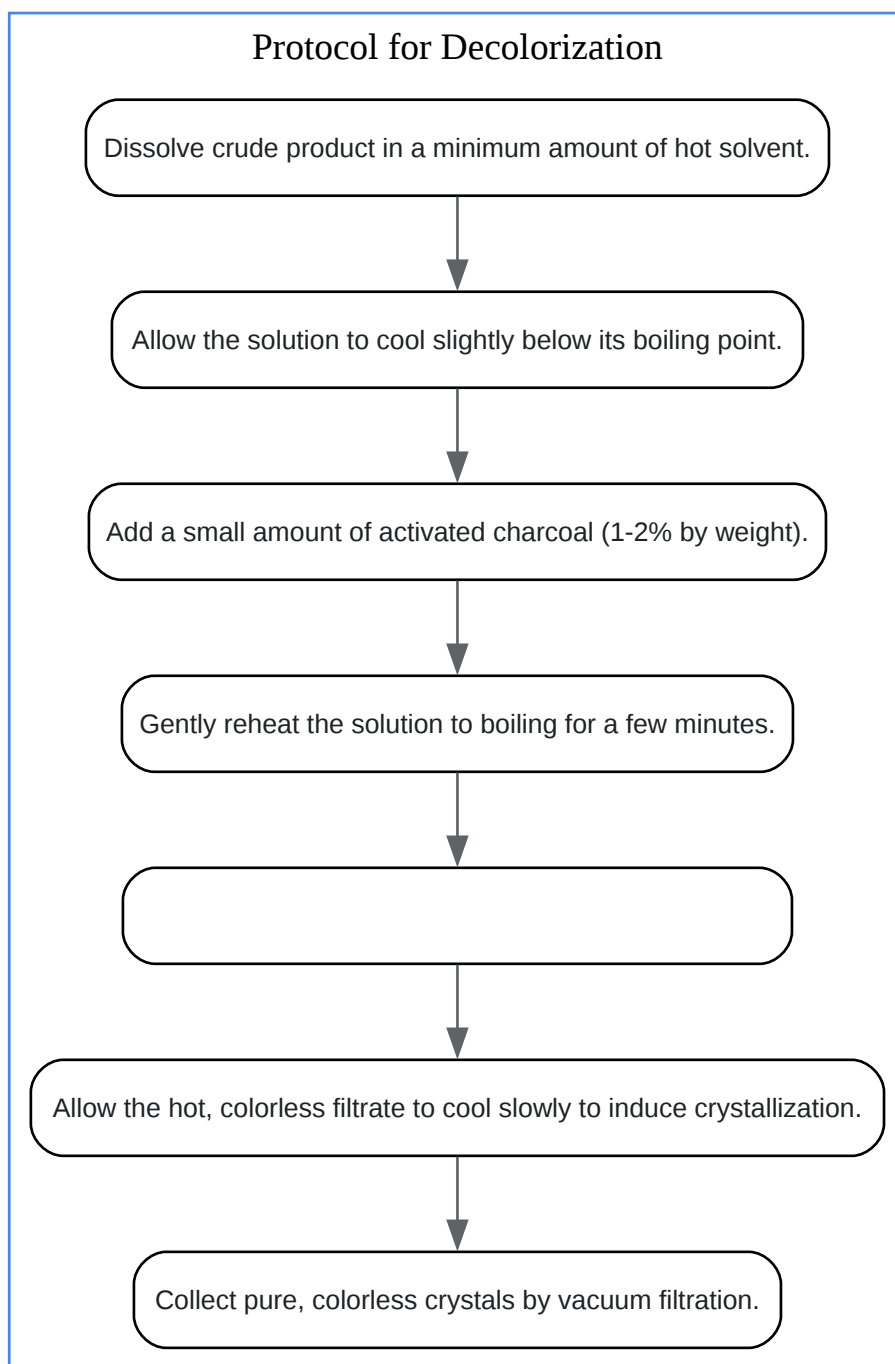 Protocol for Decolorization
Dissolve crude product in a minimum amount of hot solvent.
Allow the solution to cool slightly below its boiling point.
Add a small amount of activated charcoal (1-2% by weight).
Gently reheat the solution to boiling for a few minutes.
Allow the hot, colorless filtrate to cool slowly to induce crystallization.
Collect pure, colorless crystals by vacuum filtration.